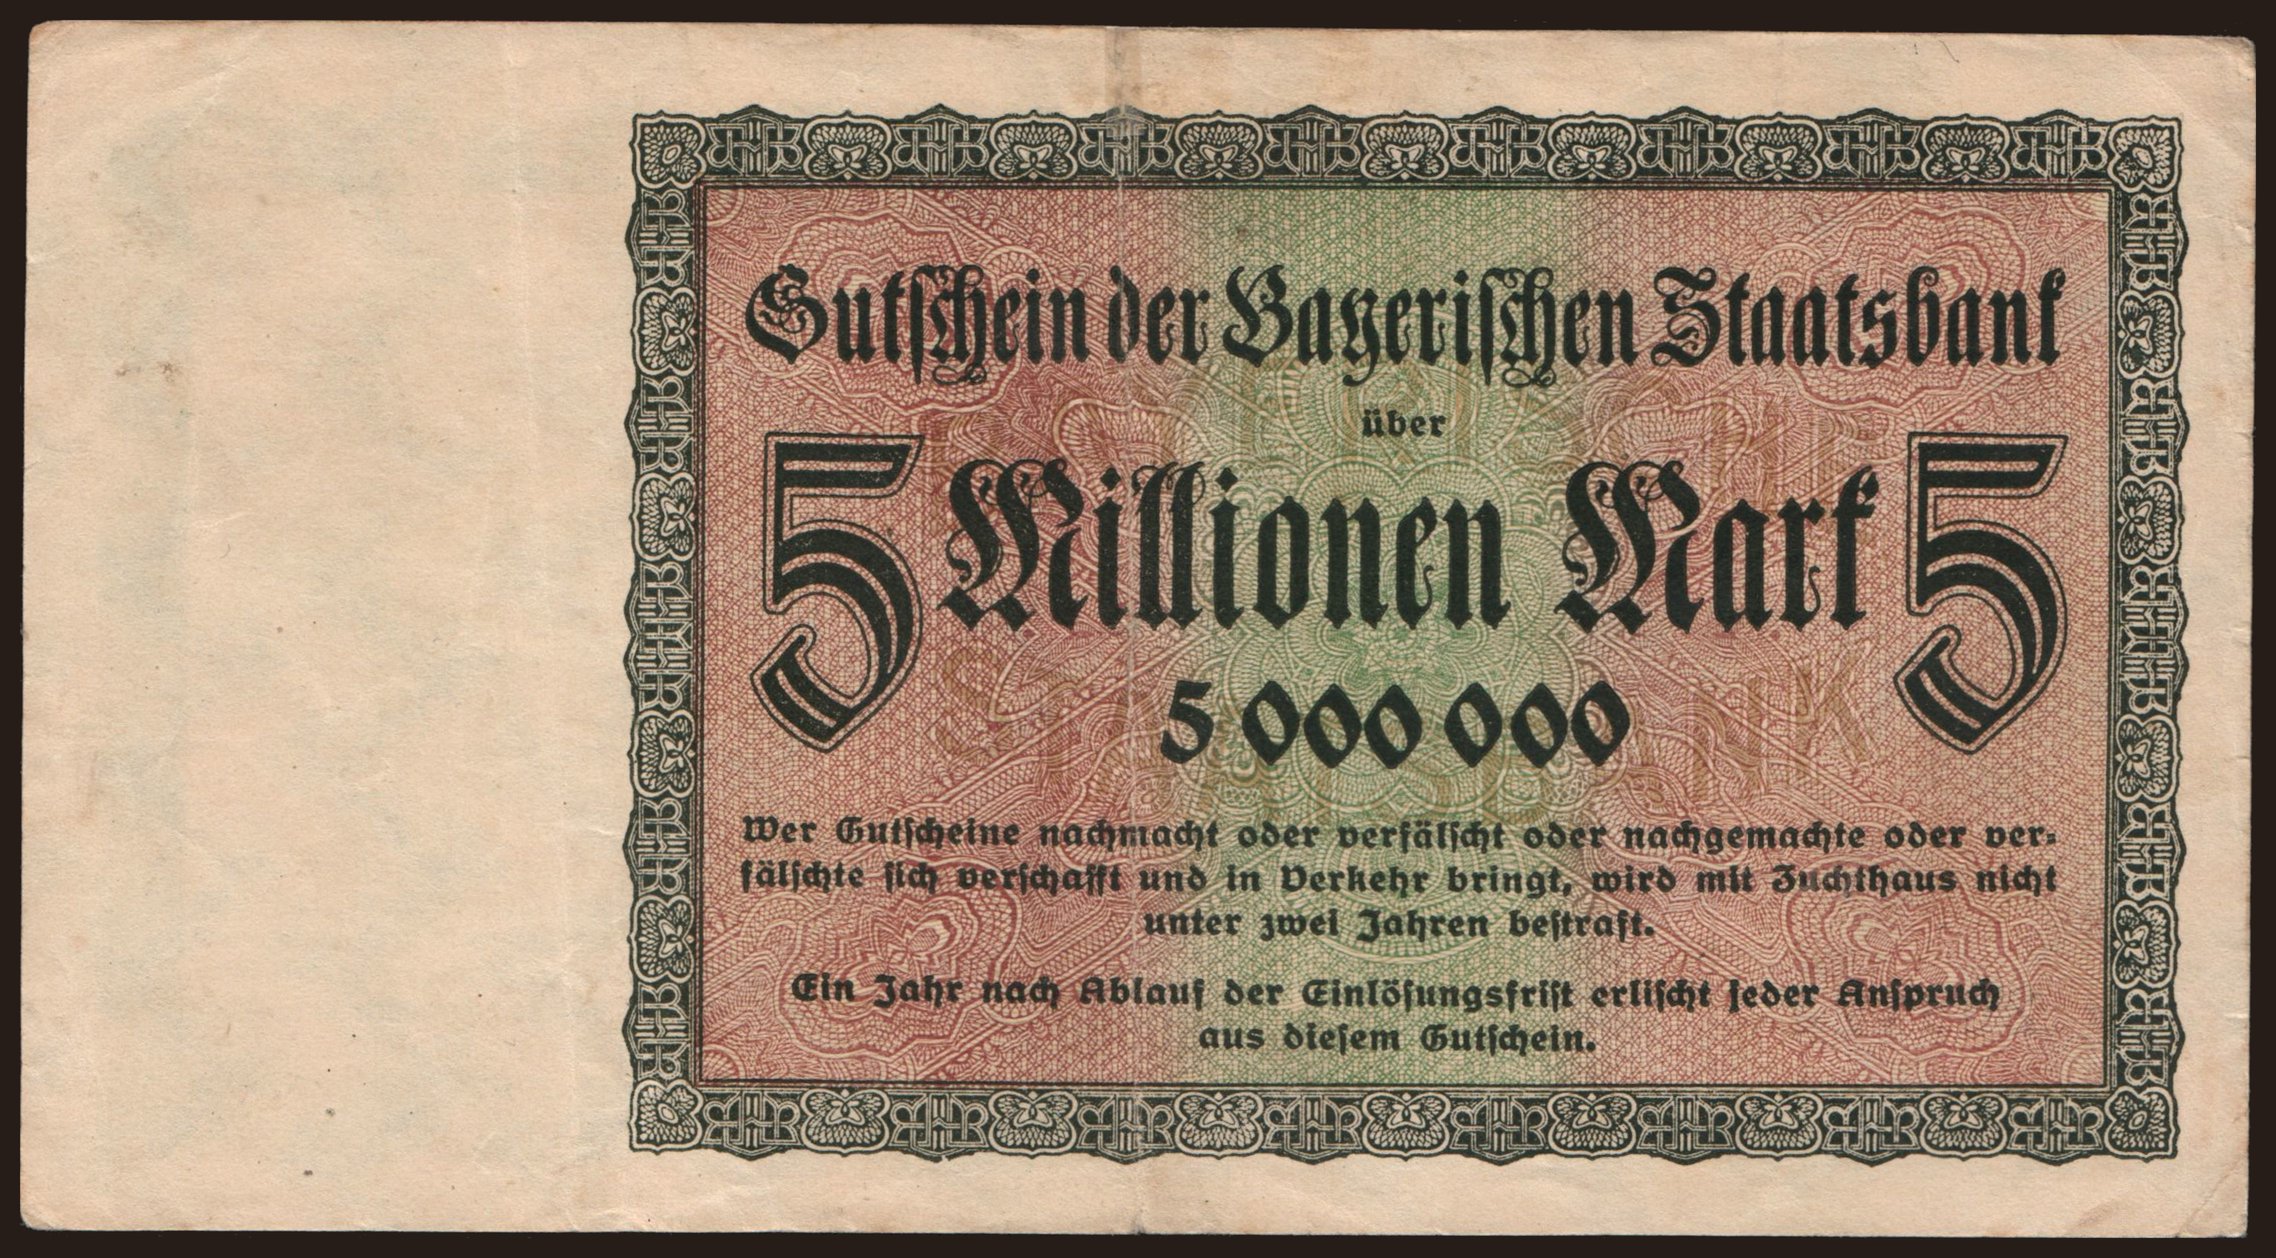 Gutschein der Bayerischen Staatsbank
über
5 Millionen Mark 5
5 000 000
BAYERISCHE
STAATSBANK
Wer Gutscheine nachmacht oder verfälscht oder nachgemachte oder ver-
fälschte sich verschafft und in Verkehr bringt, wird mit Zuchthaus nicht
unter zwei Jahren bestraft.
Ein Jahr nach Ablauf der Einlösungsfrist erlischt jeder Anspruch
aus diesem Gutschein.